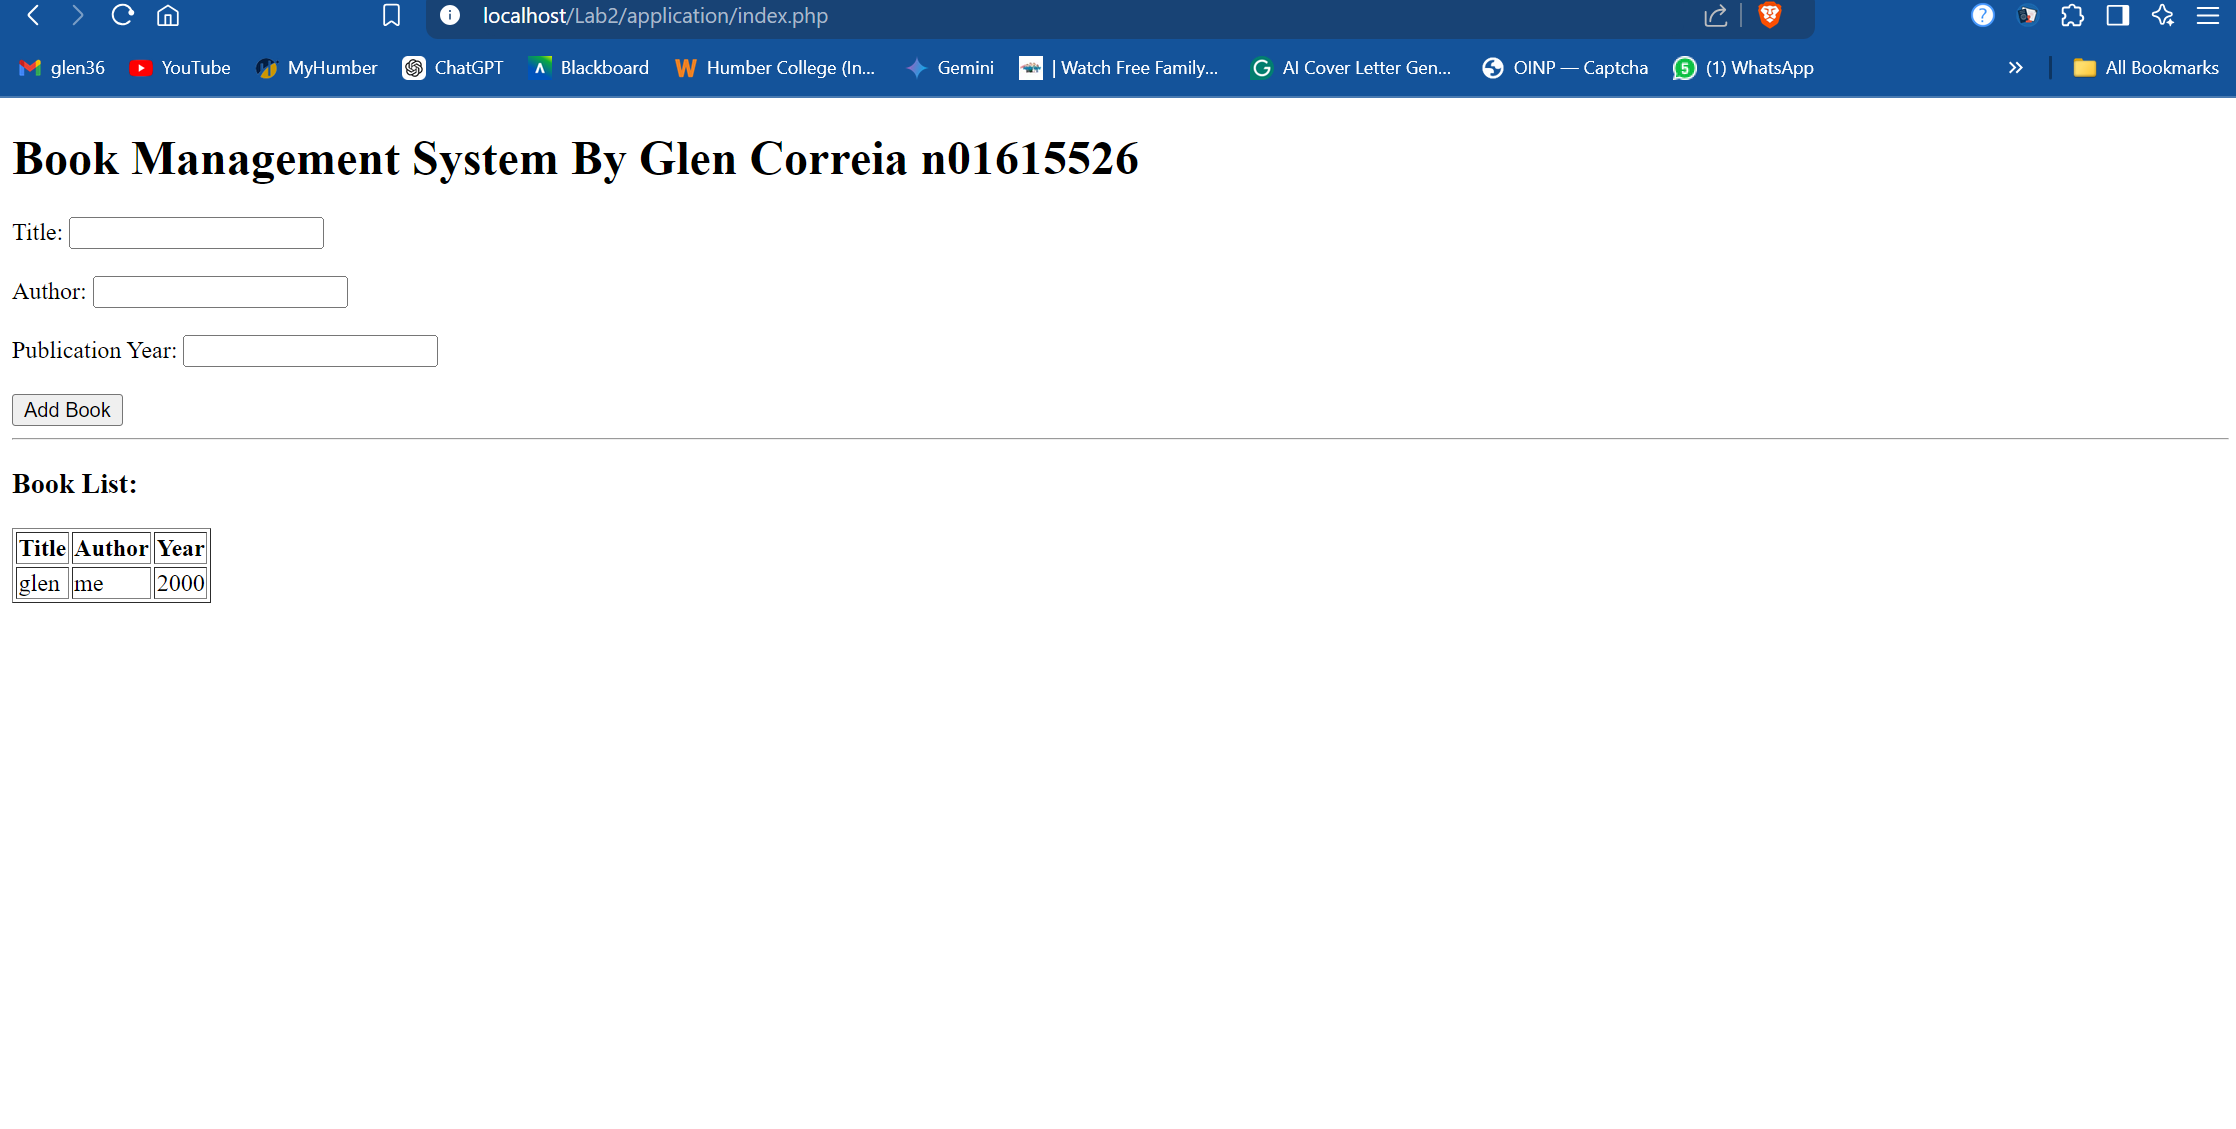 localhost/Lab2/application/index.php
glen36 YouTube MyHumber ChatGPT Blackboard Humber College (In... Gemini | Watch Free Family... AI Cover Letter Gen... OINP — Captcha 5 (1) WhatsApp All Bookmarks
Book Management System By Glen Correia n01615526
Title:
Author:
Publication Year:
Add Book
Book List:
Title Author Year
glen me 2000